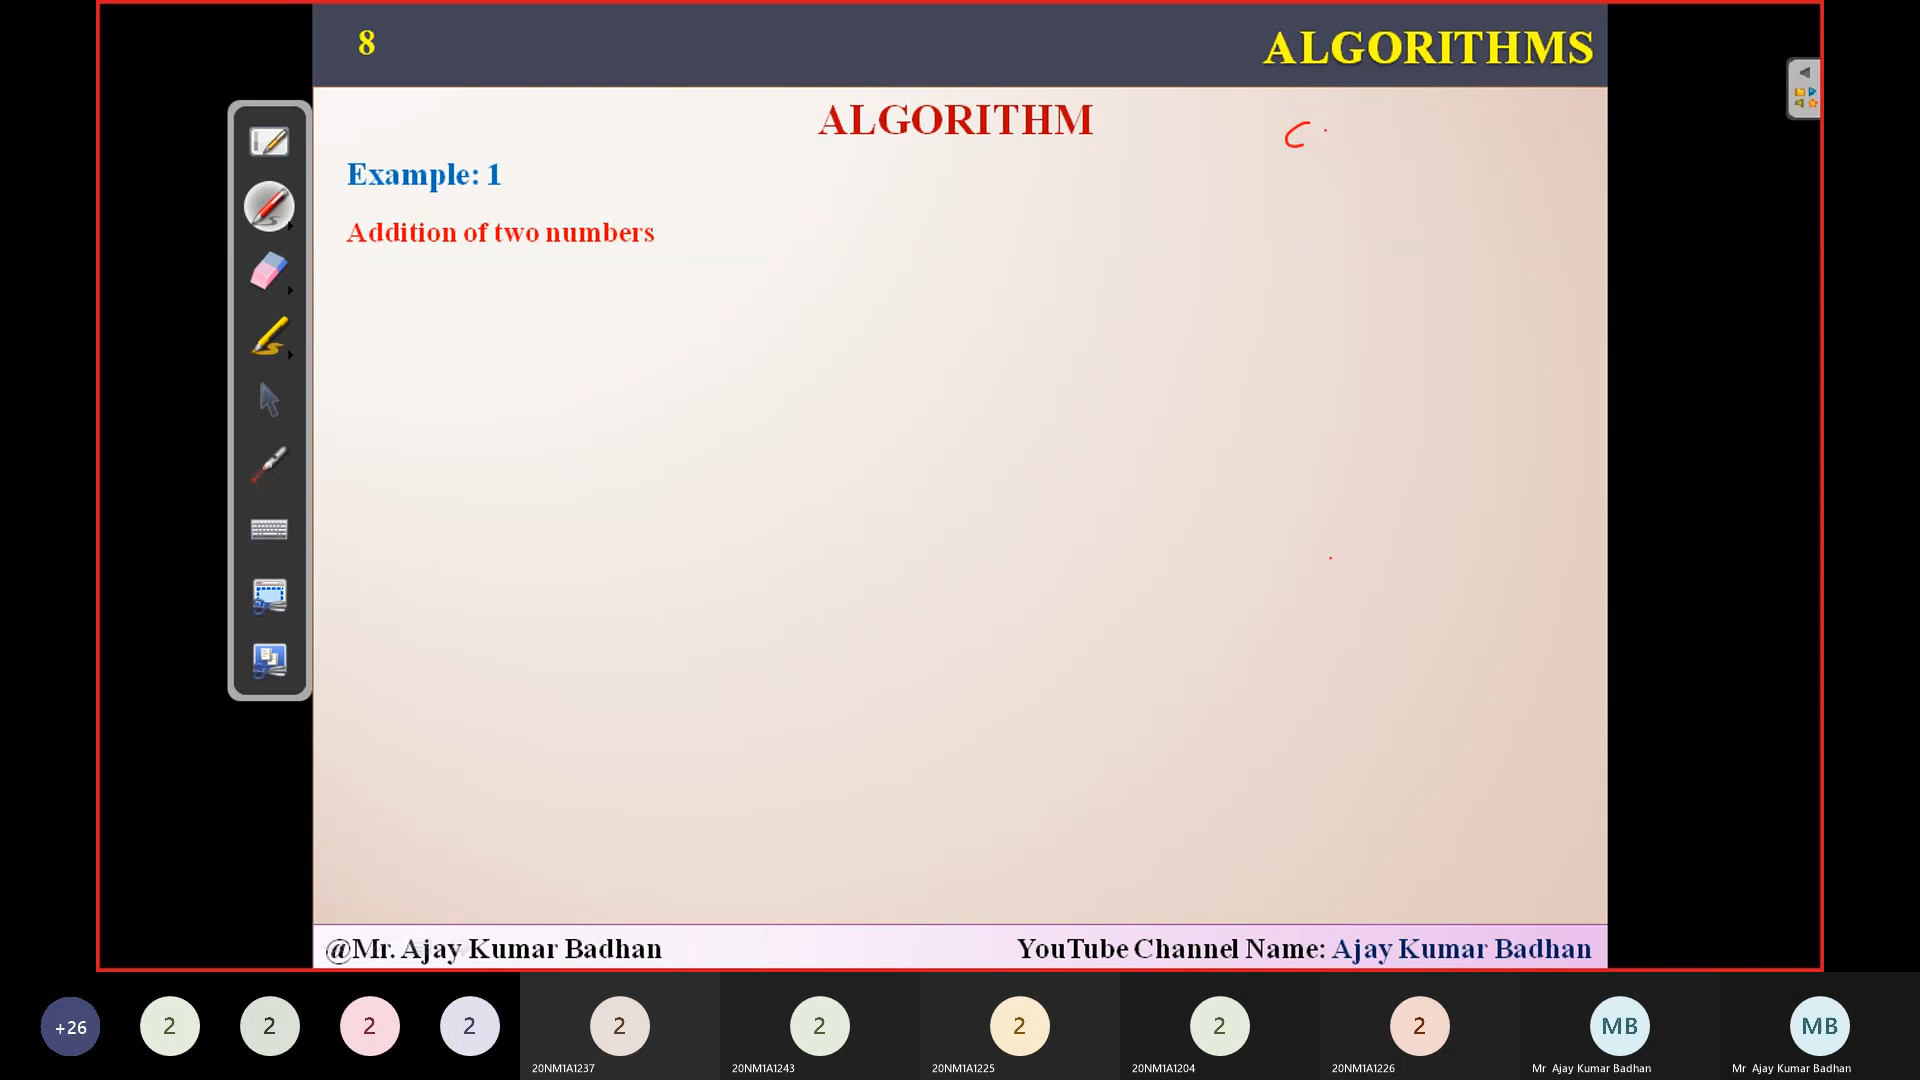 8
ALGORITHMS
ALGORITHM
C
Example: 1
Addition of two numbers
@Mr. Ajay Kumar Badhan
YouTube Channel Name: Ajay Kumar Badhan
+26
2
2
2
2
2
2
2
2
2
MB
MB
20NM1A1237
20NM1A1243
20NM1A1225
20NM1A1204
20NM1A1226
Mr Ajay Kumar Badhan
Mr Ajay Kumar Badhan